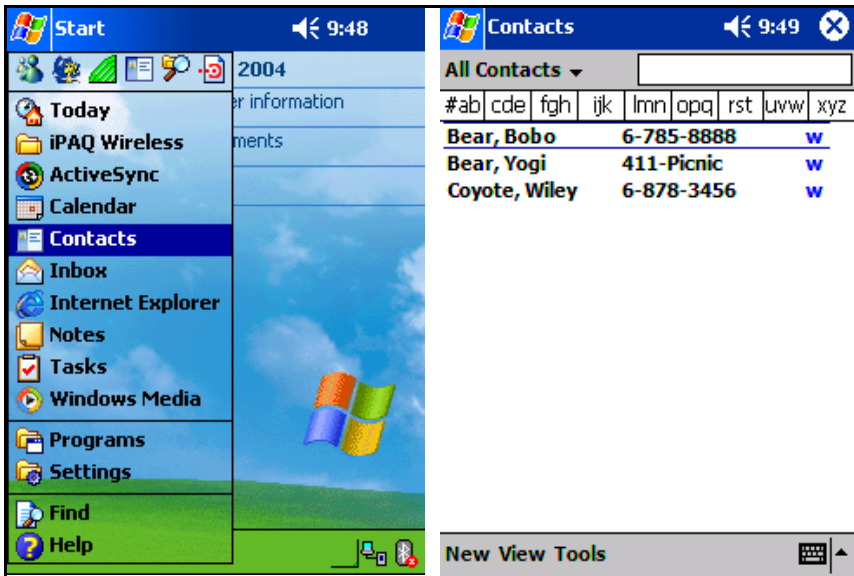 Start 9:48
2004
er information
Today
ments
iPAQ Wireless
ActiveSync
Calendar
Contacts
Inbox
Internet Explorer
Notes
Tasks
Windows Media
Programs
Settings
Find
Help
Contacts 9:49
All Contacts
#ab cde fgh ijk lmn opq rst uvw xyz
Bear, Bobo 6-785-8888 w
Bear, Yogi 411-Picnic w
Coyote, Wiley 6-878-3456 w
New View Tools